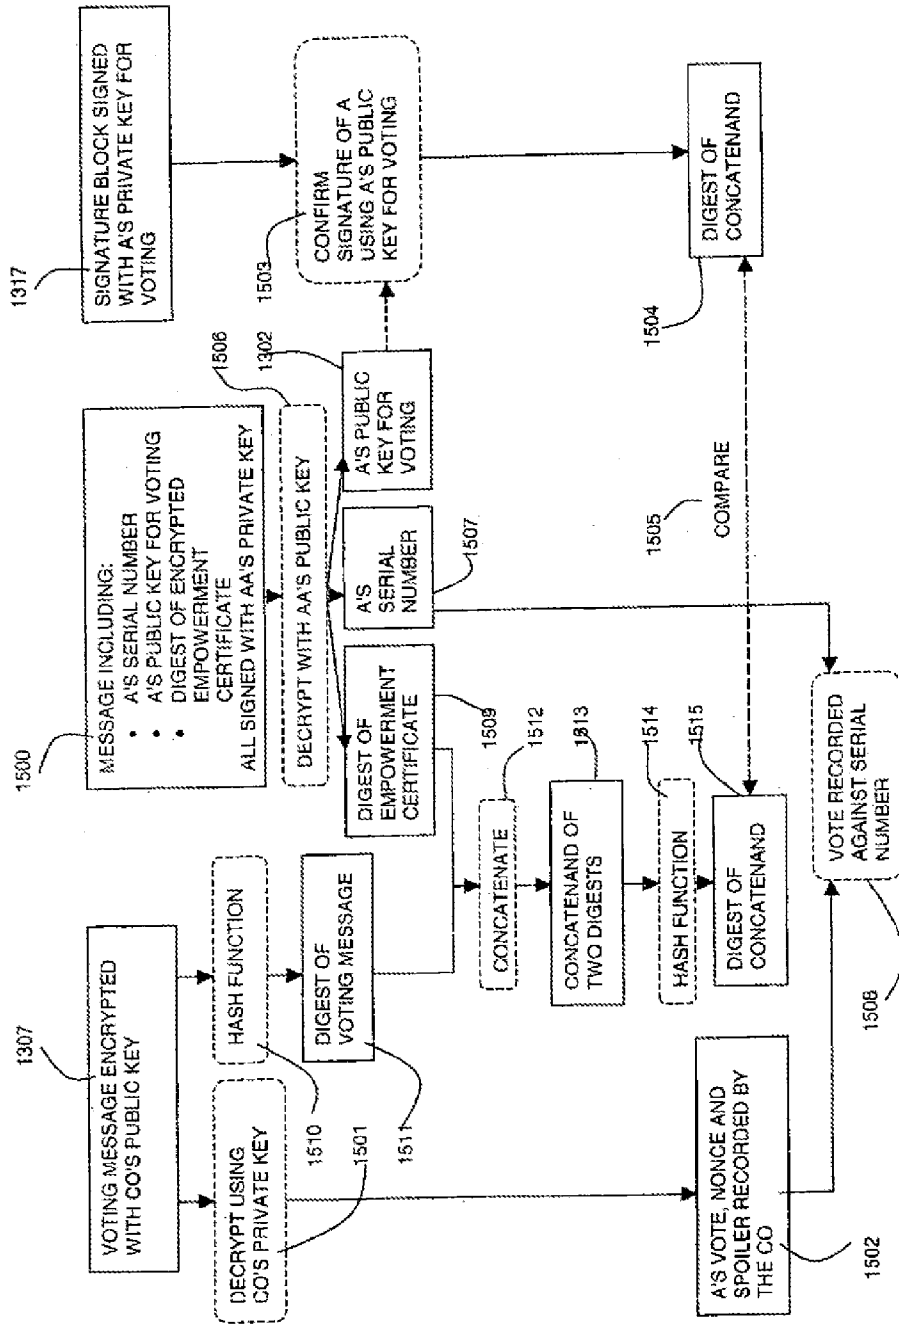 1307
VOTING MESSAGE ENCRYPTED
WITH CO'S PUBLIC KEY
1500
MESSAGE INCLUDING:
• A'S SERIAL NUMBER
• A'S PUBLIC KEY FOR VOTING
• DIGEST OF ENCRYPTED
EMPOWERMENT
CERTIFICATE
ALL SIGNED WITH AA'S PRIVATE KEY
1317
SIGNATURE BLOCK SIGNED
WITH A'S PRIVATE KEY FOR
VOTING
DECRYPT USING
CO'S PRIVATE KEY
1501
HASH FUNCTION
1510
DIGEST OF
VOTING MESSAGE
1511
DECRYPT WITH AA'S PUBLIC KEY
1506
DIGEST OF
EMPOWERMENT
CERTIFICATE
1509
A'S
SERIAL
NUMBER
1507
A'S PUBLIC
KEY FOR
VOTING
1302
CONFIRM
SIGNATURE OF A
USING A'S PUBLIC
KEY FOR VOTING
1503
CONCATENATE
1512
CONCATENAND OF
TWO DIGESTS
1513
HASH FUNCTION
1514
DIGEST OF
CONCATENAND
1515
1505
COMPARE
DIGEST OF
CONCATENAND
1504
A'S VOTE, NONCE AND
SPOILER RECORDED BY
THE CO
1502
VOTE RECORDED
AGAINST SERIAL
NUMBER
1508